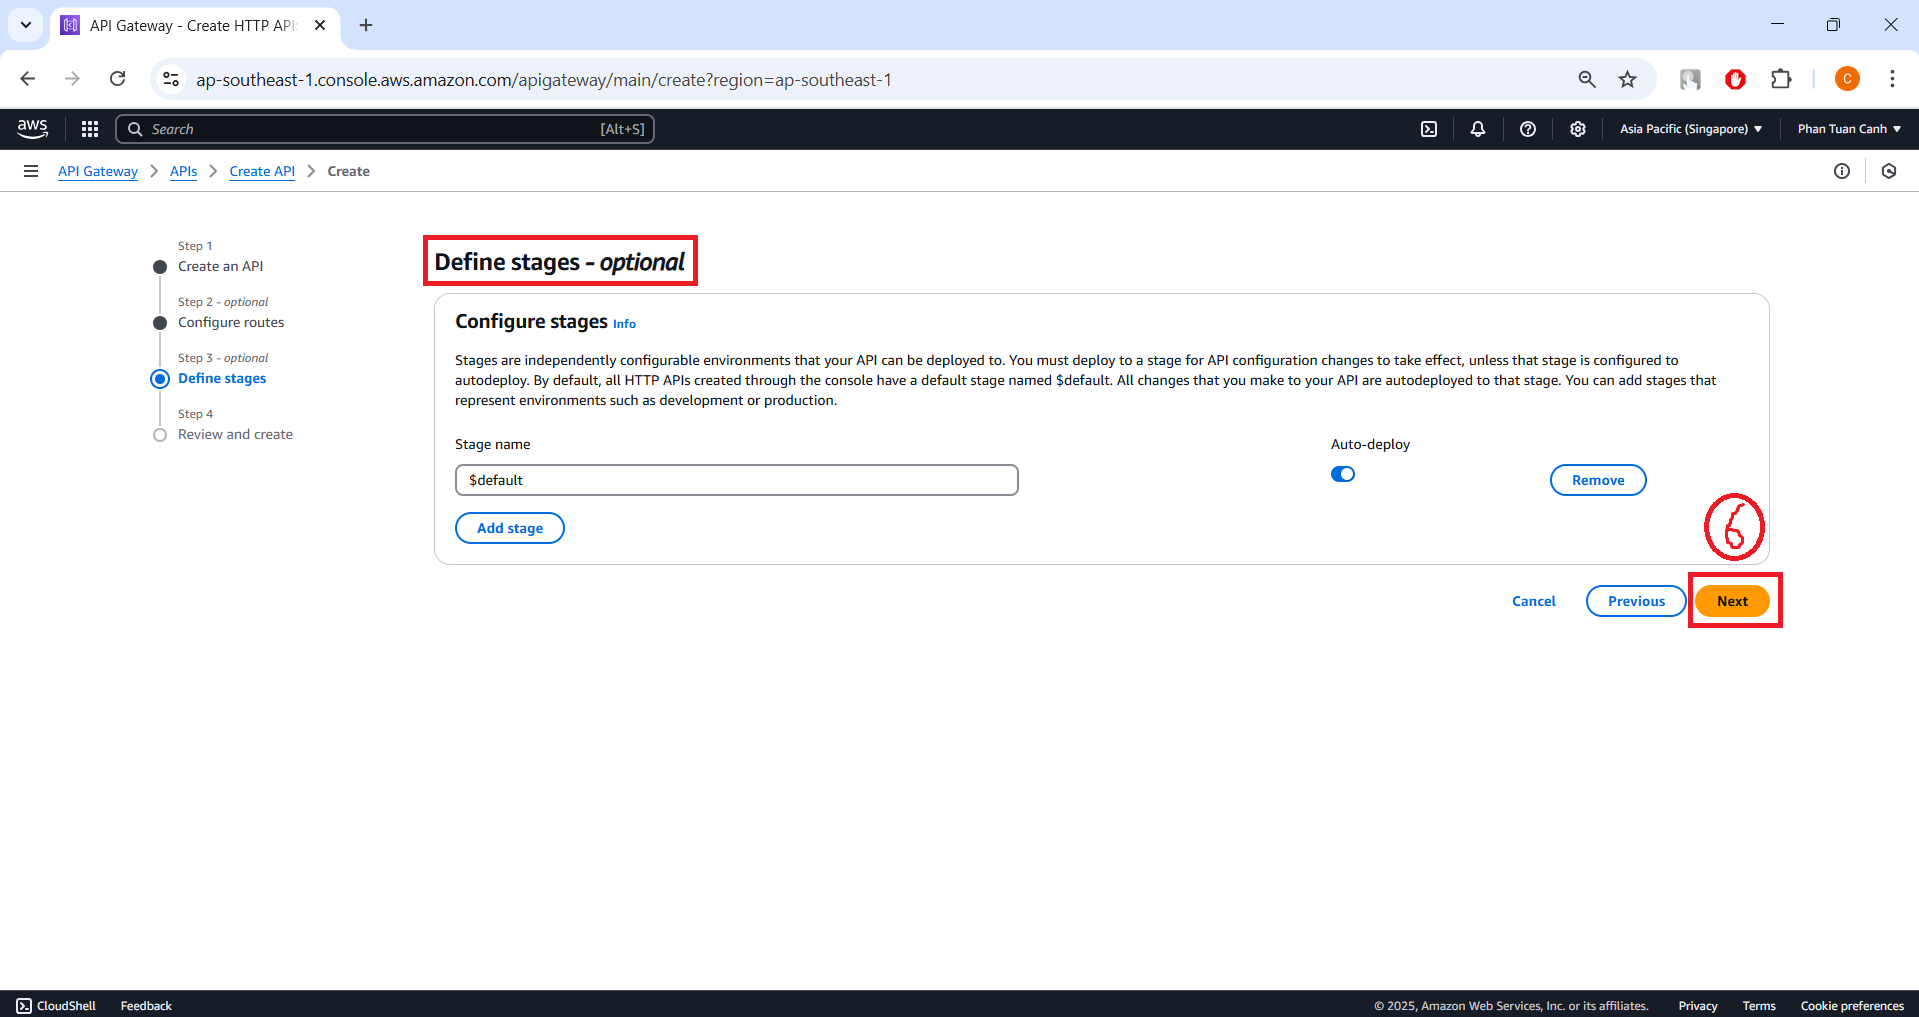 API Gateway - Create HTTP API
ap-southeast-1.console.aws.amazon.com/apigateway/main/create?region=ap-southeast-1
C
aws
Search
[Alt+S]
Asia Pacific (Singapore)
Phan Tuan Canh
API Gateway
APIs
Create API
Create
Step 1
Create an API
Step 2 - optional
Configure routes
Step 3 - optional
Define stages
Step 4
Review and create
Define stages - optional
Configure stages Info
Stages are independently configurable environments that your API can be deployed to. You must deploy to a stage for API configuration changes to take effect, unless that stage is configured to
autodeploy. By default, all HTTP APIs created through the console have a default stage named $default. All changes that you make to your API are autodeployed to that stage. You can add stages that
represent environments such as development or production.
Stage name
Auto-deploy
$default
Remove
Add stage
6
Cancel
Previous
Next
CloudShell
Feedback
© 2025, Amazon Web Services, Inc. or its affiliates.
Privacy
Terms
Cookie preferences